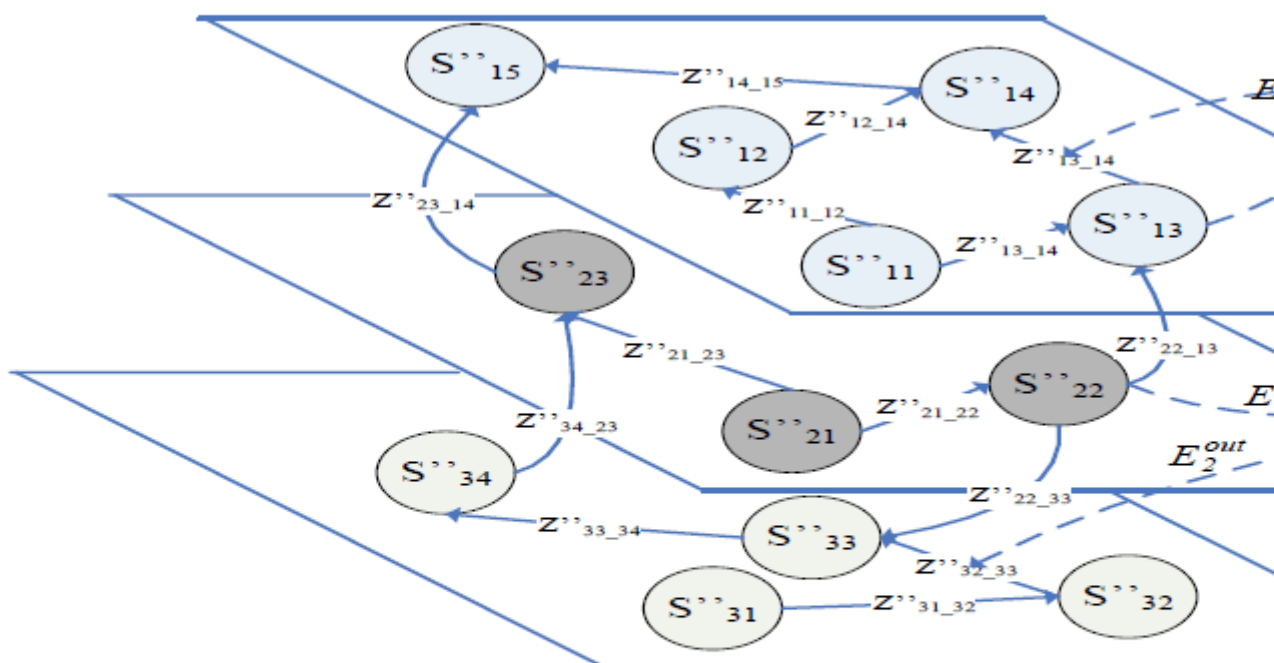 S’’15
z’’14_15
S’’14
E
z’’12_14
S’’12
z’’13_14
z’’23_14
z’’11_12
S’’13
z’’13_14
S’’11
S’’23
z’’22_13
z’’21_23
S’’22
E
z’’21_22
z’’34_23
S’’21
E2out
S’’34
z’’22_33
z’’33_34
S’’33
z’’32_33
S’’31
z’’31_32
S’’32